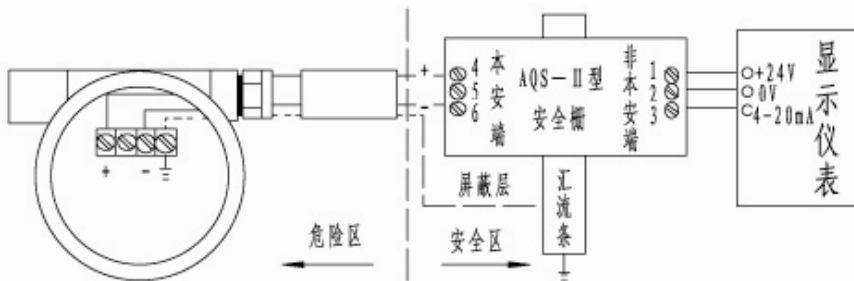 +
-
危险区
+
-
4
5
6
本安端
AQS-II型
安全栅
非本安端
1
2
3
屏蔽层
汇流条
安全区
+24V
0V
4-20mA
显示仪表